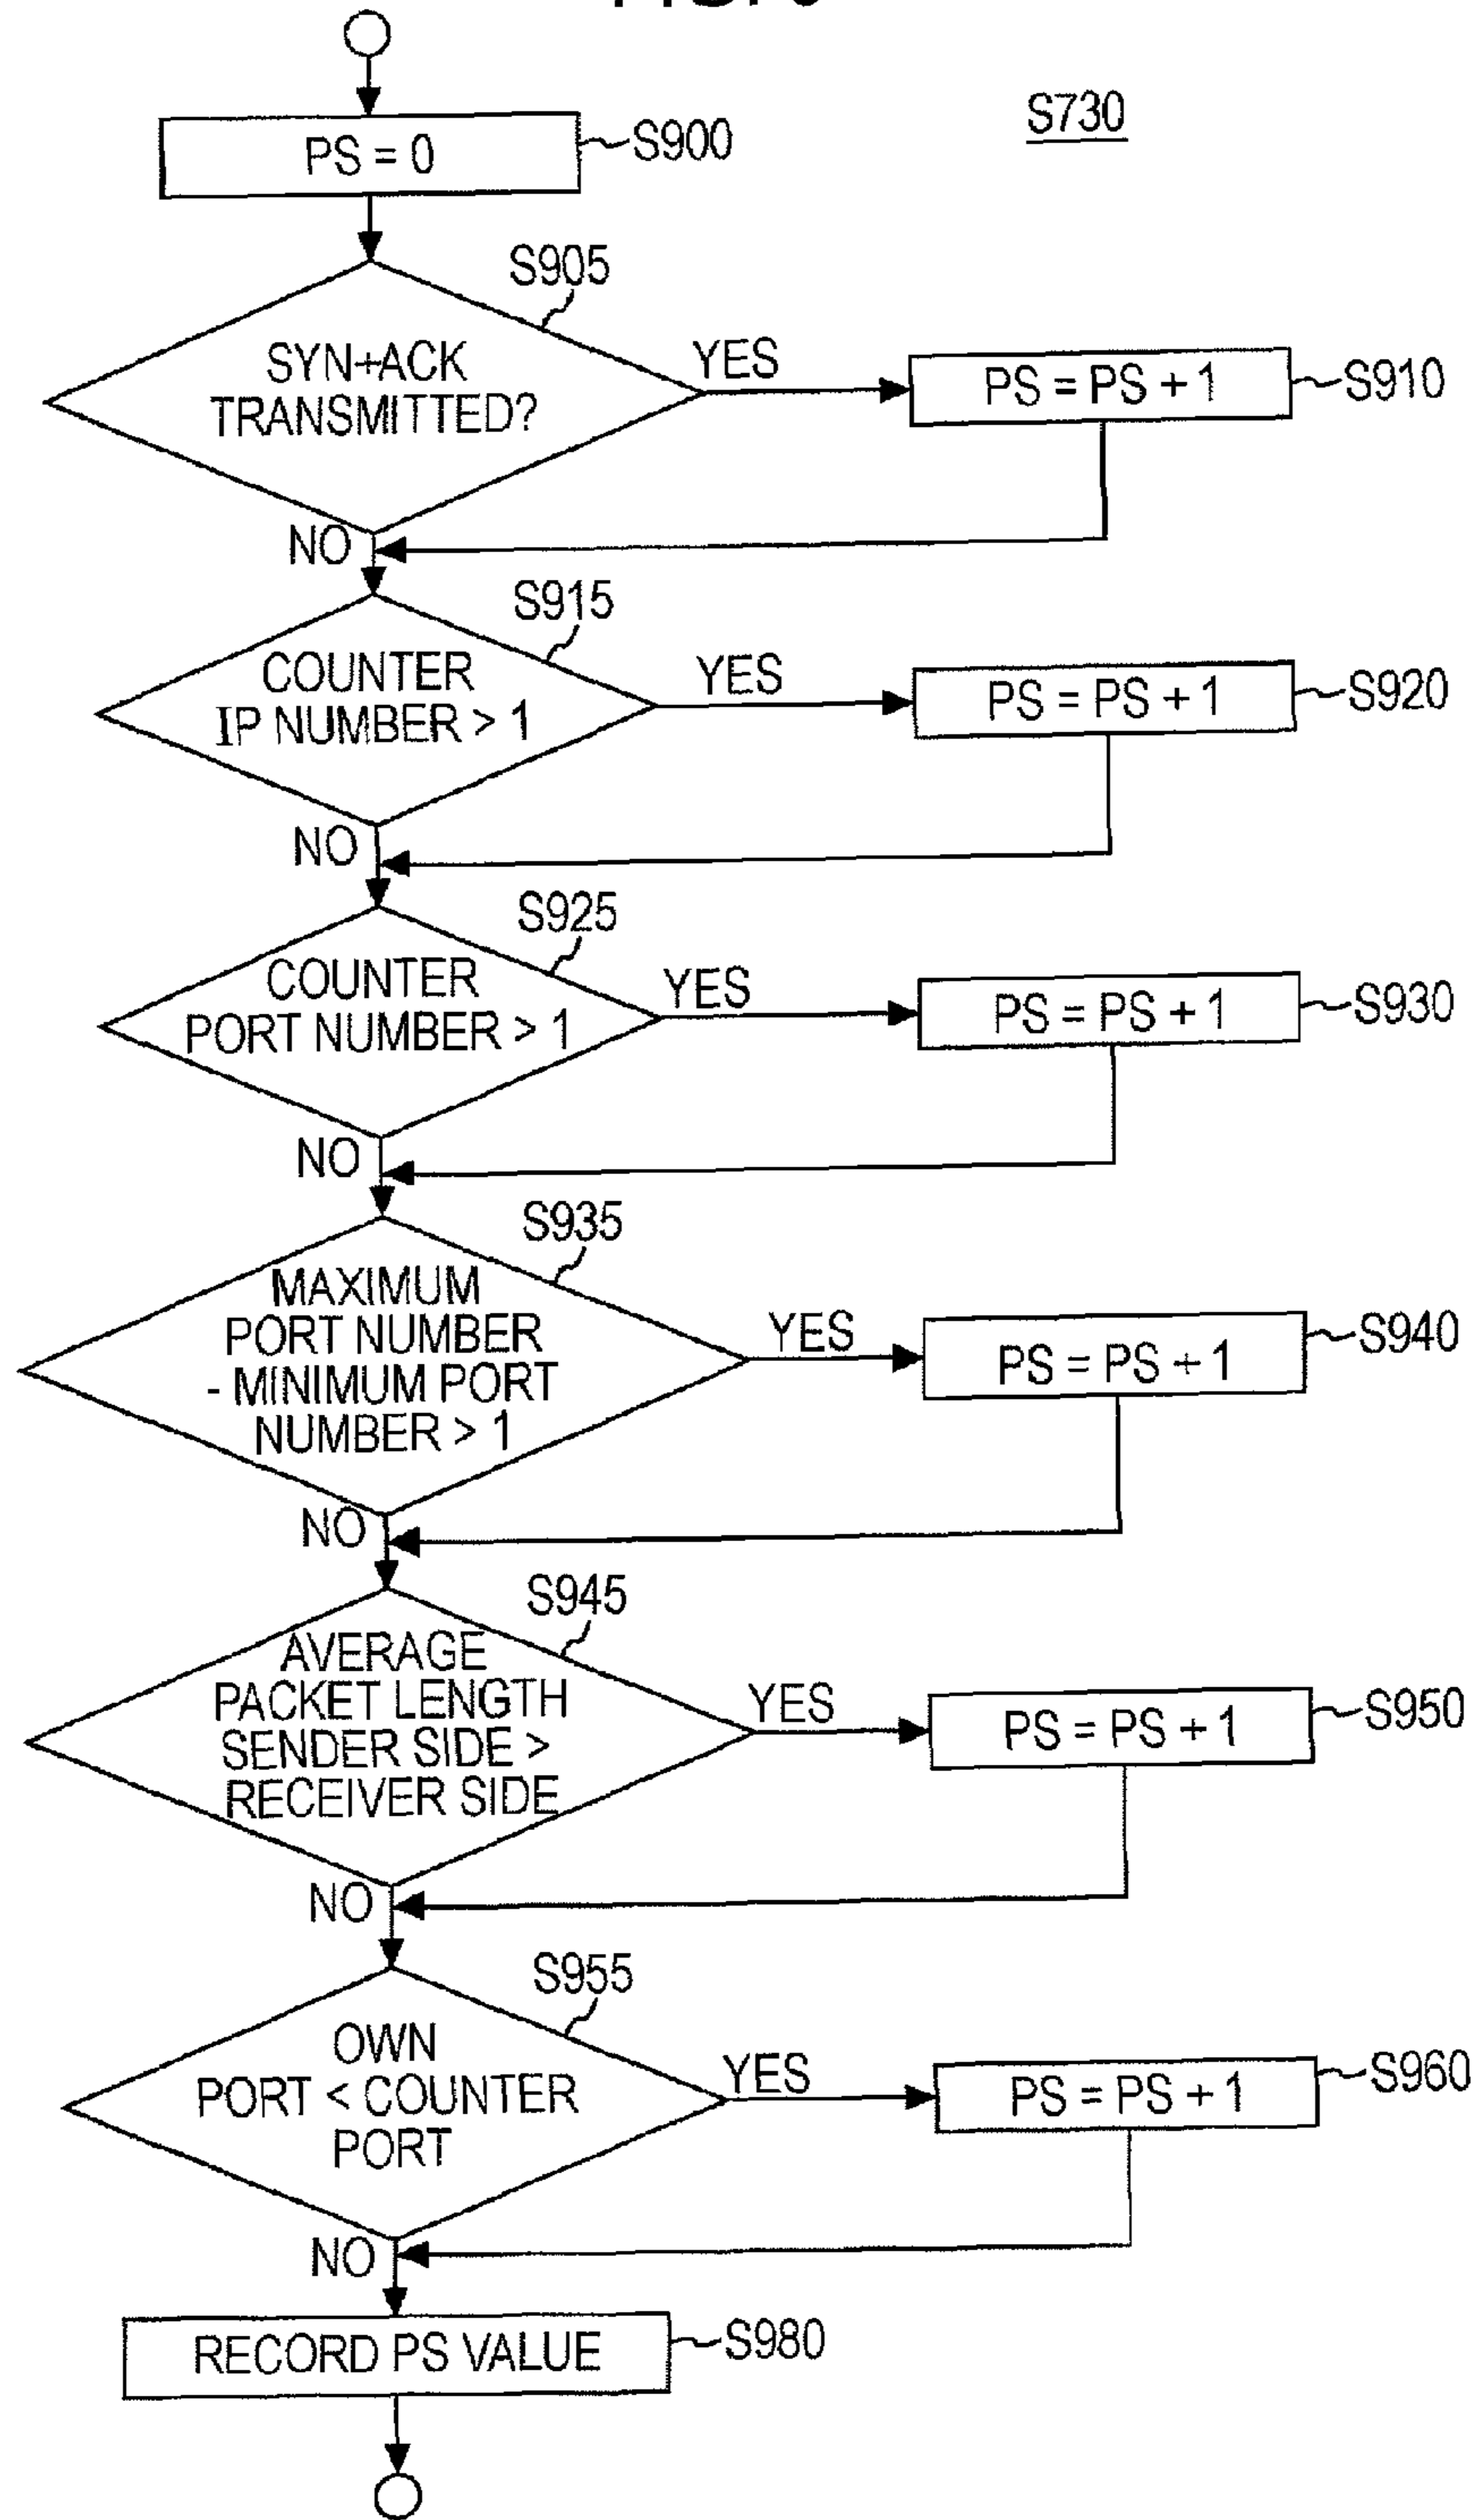 S730
PS = 0
S900
S905
SYN+ACK
TRANSMITTED?
YES
PS = PS + 1
S910
NO
S915
COUNTER
IP NUMBER > 1
YES
PS = PS + 1
S920
NO
S925
COUNTER
PORT NUMBER > 1
YES
PS = PS + 1
S930
NO
S935
MAXIMUM
PORT NUMBER
- MINIMUM PORT
NUMBER > 1
YES
PS = PS + 1
S940
NO
S945
AVERAGE
PACKET LENGTH
SENDER SIDE >
RECEIVER SIDE
YES
PS = PS + 1
S950
NO
S955
OWN
PORT < COUNTER
PORT
YES
PS = PS + 1
S960
NO
RECORD PS VALUE
S980